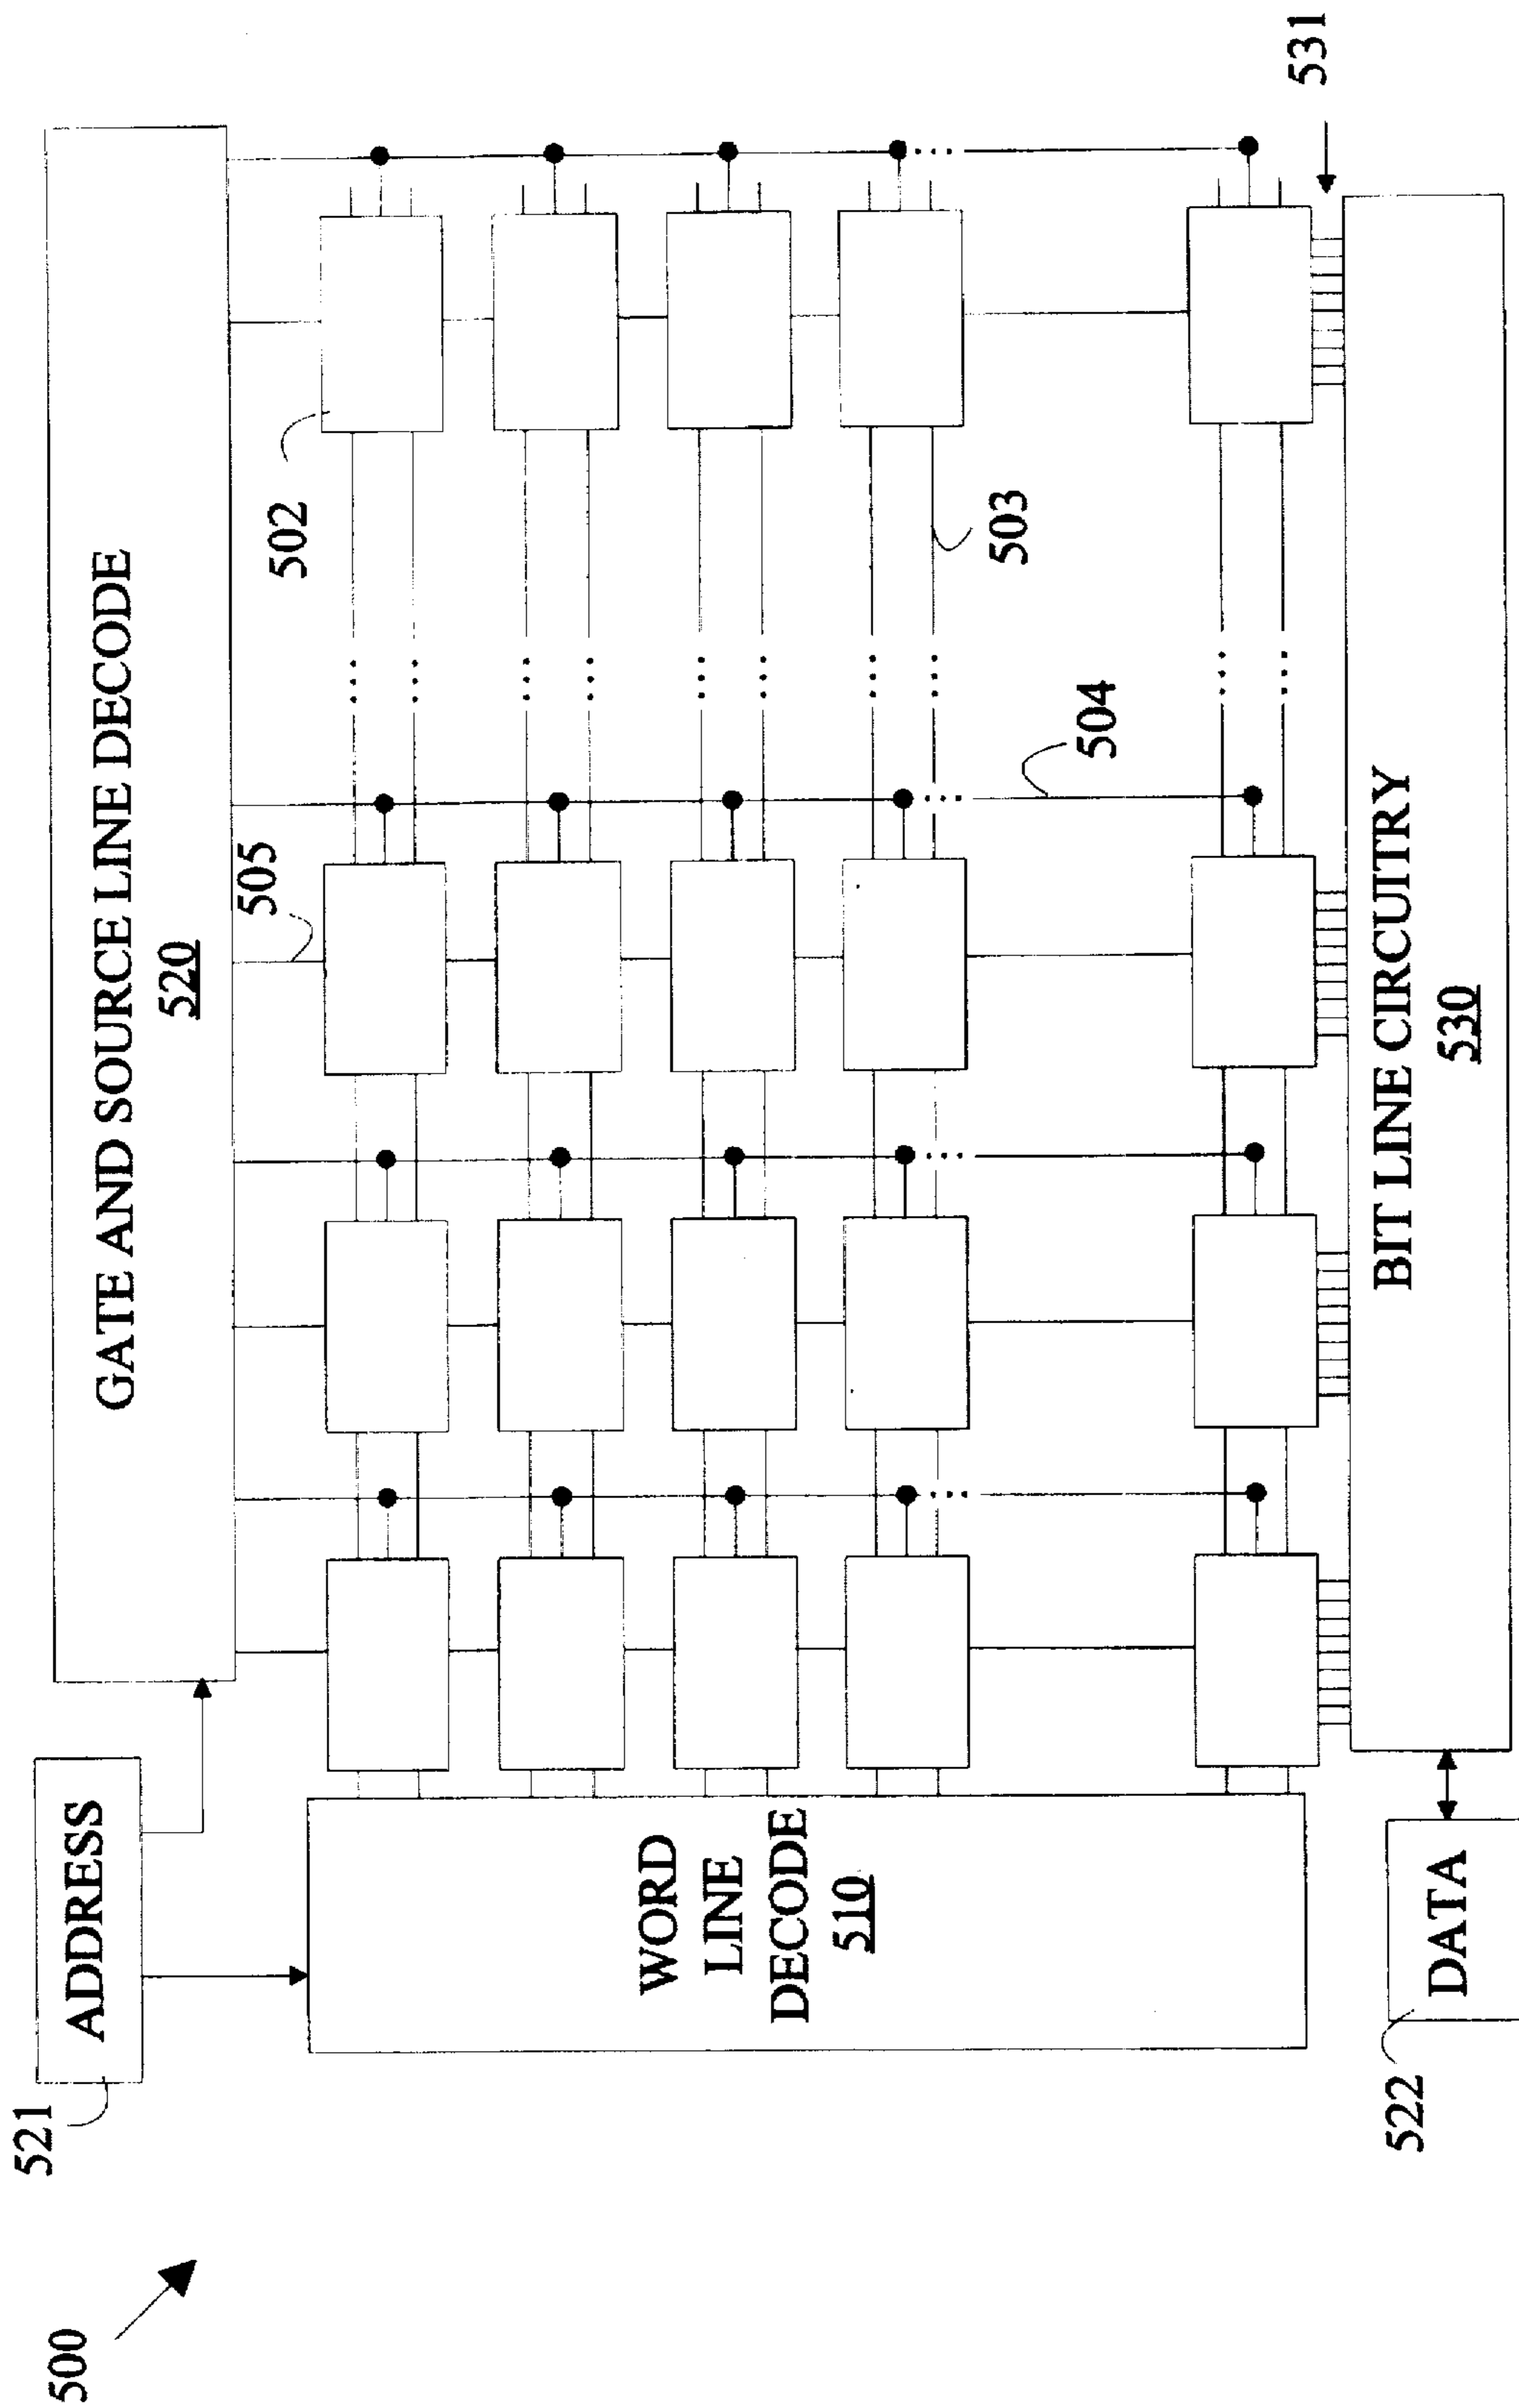 500
521
ADDRESS
GATE AND SOURCE LINE DECODE
520
505
502
WORD
LINE
DECODE
510
503
504
531
522
DATA
BIT LINE CIRCUITRY
530